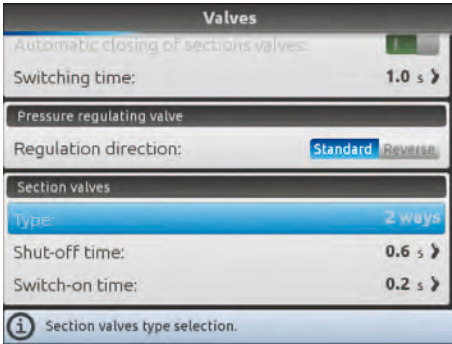 Valves
Automatic closing of sections valves:
Switching time: 1.0 s
Pressure regulating valve
Regulation direction: Standard Reverse
Section valves
Type: 2 ways
Shut-off time: 0.6 s
Switch-on time: 0.2 s
Section valves type selection.